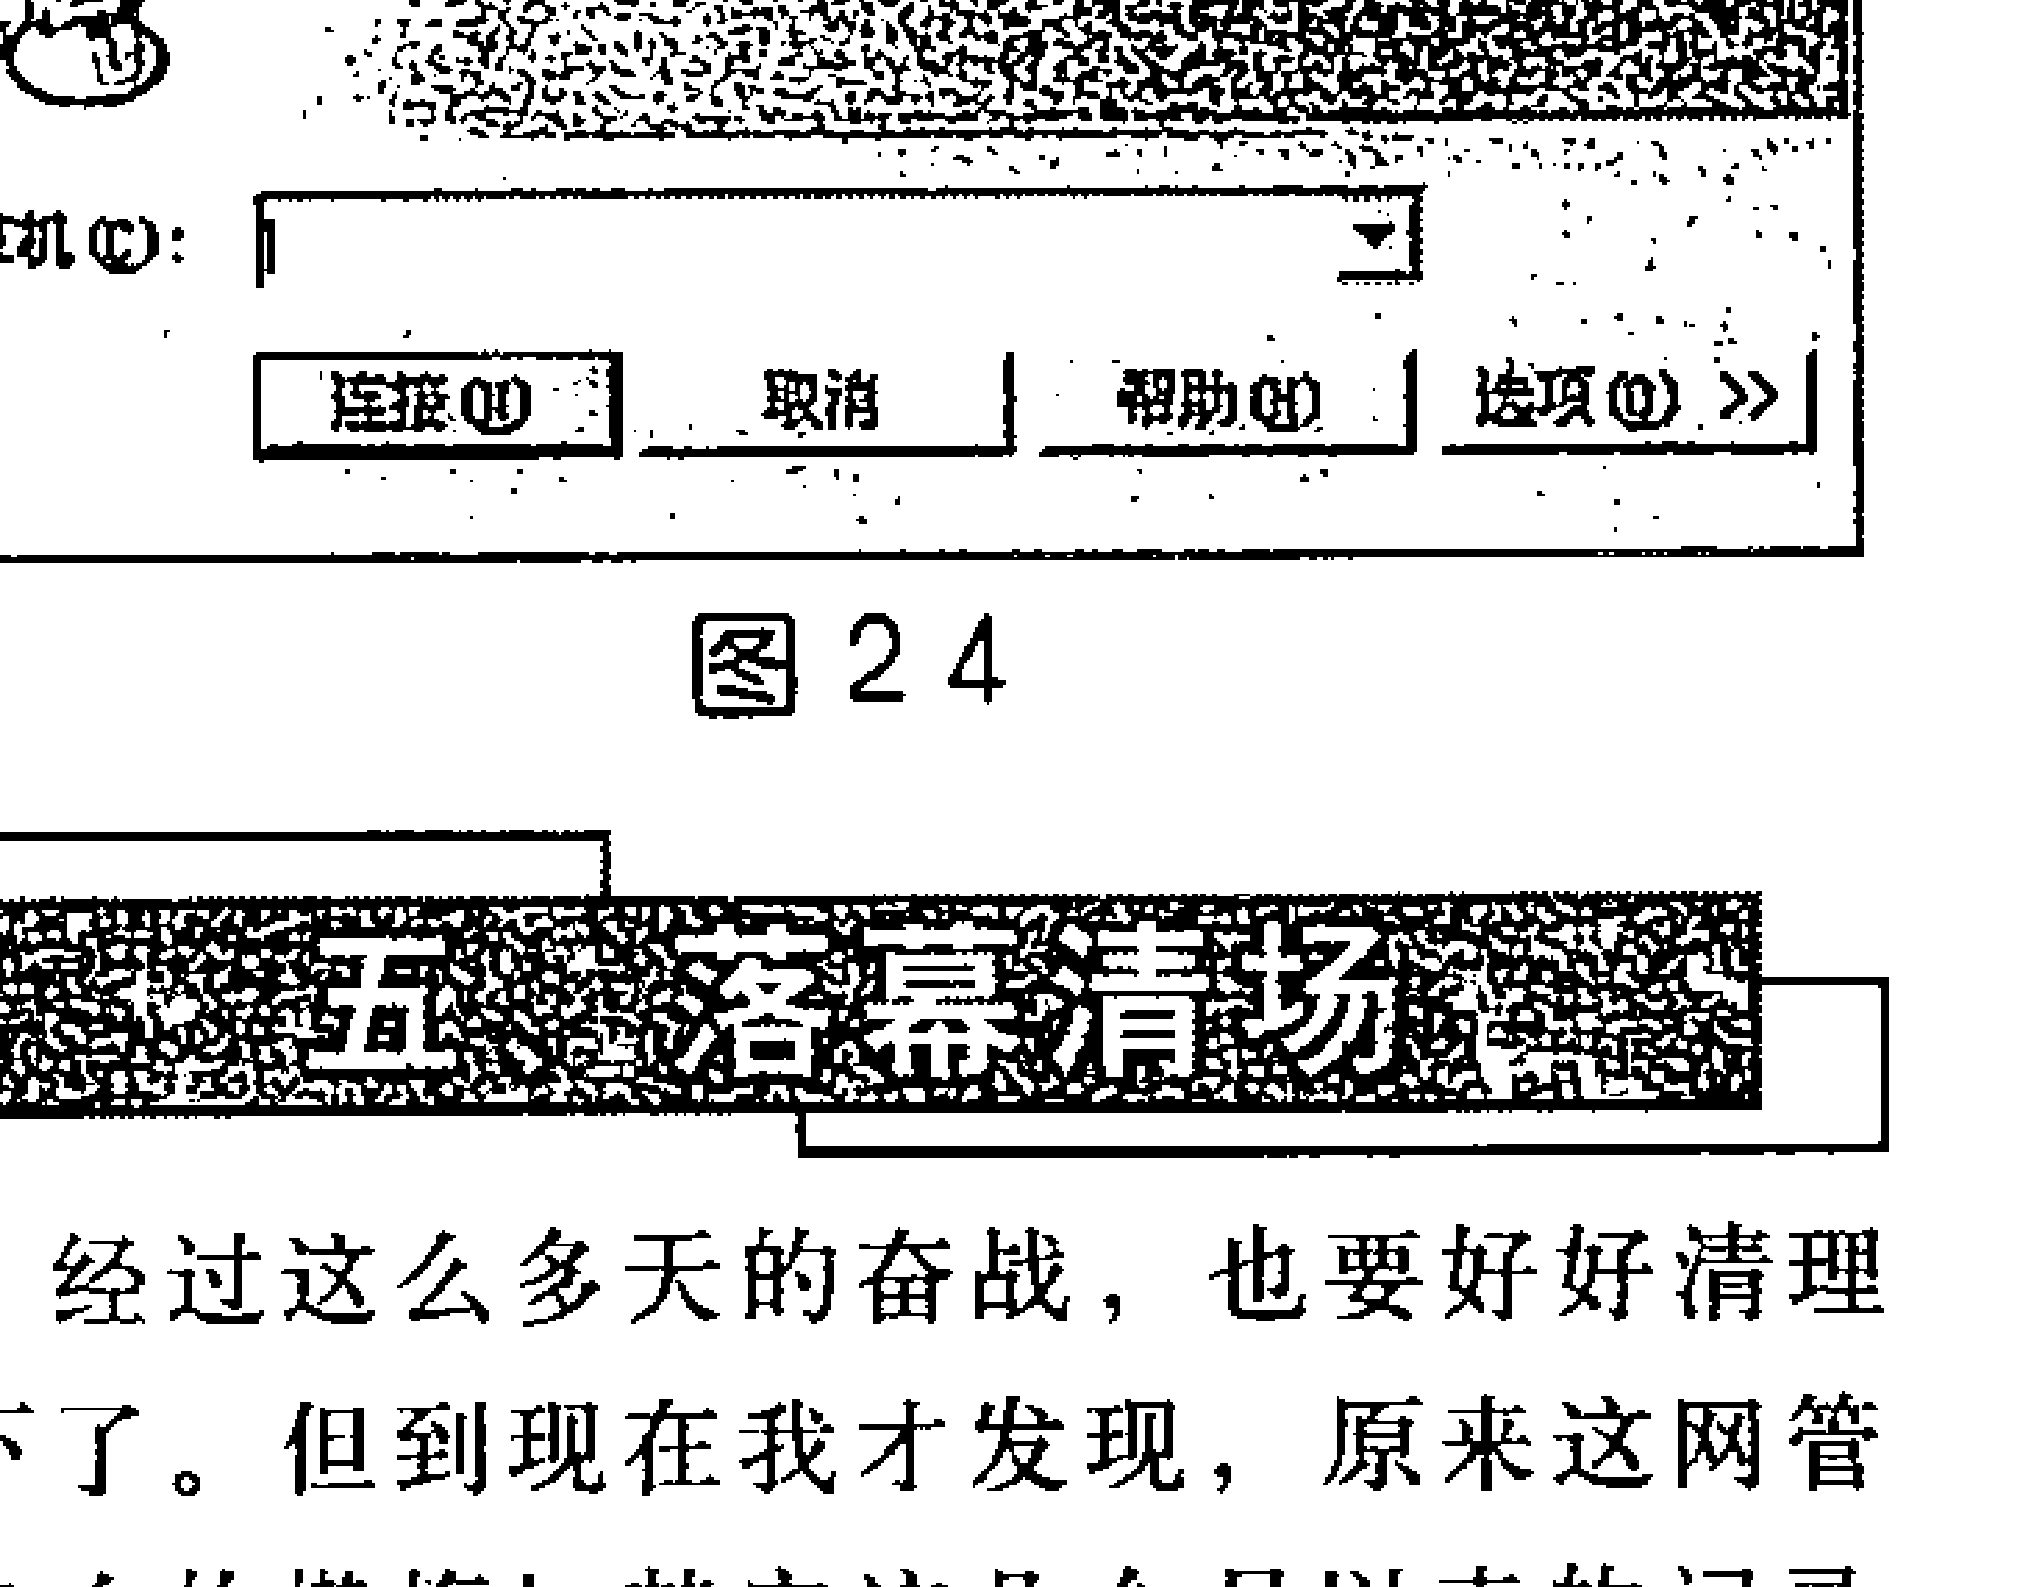 机(C):
连接(N) 取消 帮助(H) 选项(O) >>
图 24
五、落幕清场
经过这么多天的奋战，也要好好清理
下了。但到现在我才发现，原来这网管